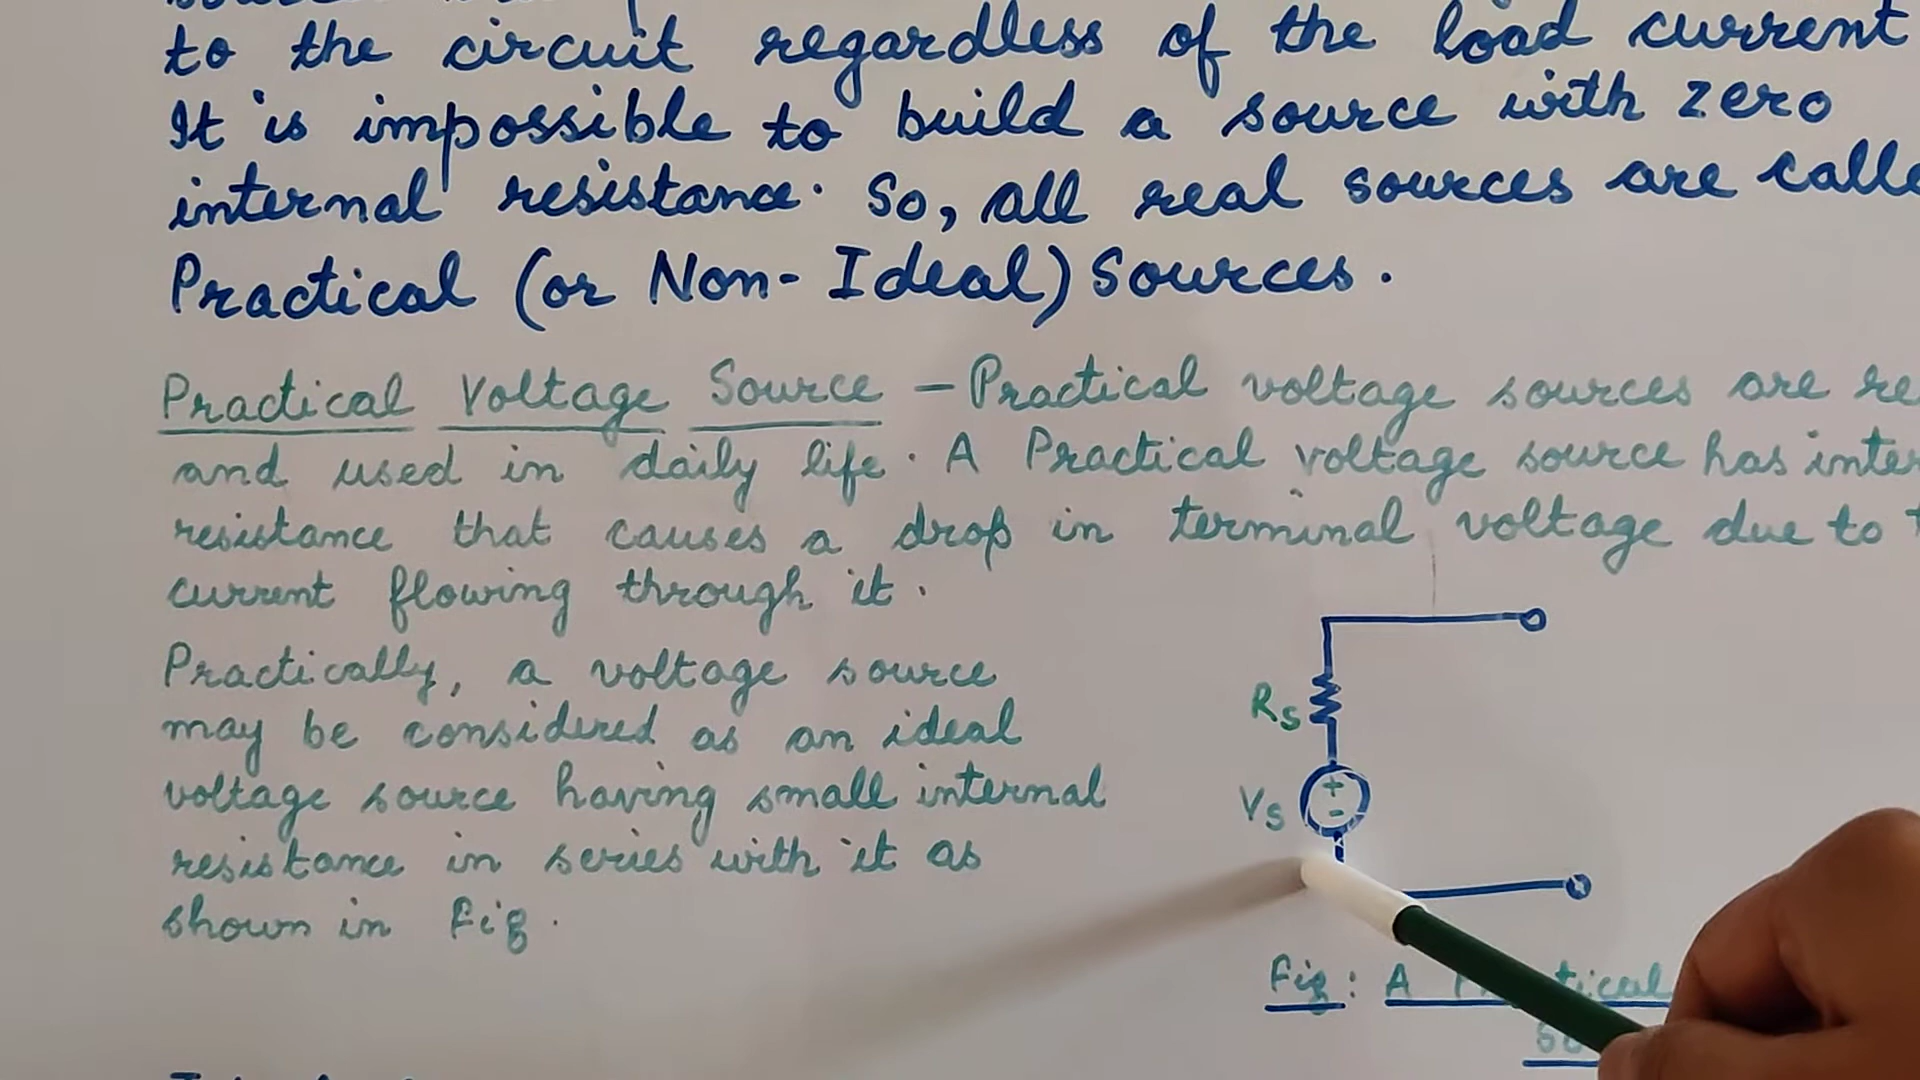 to the circuit regardless of the load current
It is impossible to build a source with zero
internal resistance. So, all real sources are
Practical (or Non-Ideal) Sources.
Practical Voltage Source – Practical voltage sources are
and used in daily life. A Practical voltage source has
resistance that causes a drop in terminal voltage due to
current flowing through it.
Practically, a voltage source
may be considered as an ideal
voltage source having small internal
resistance in series with it as
shown in fig.
Rs
+
Vs
-
Fig: A